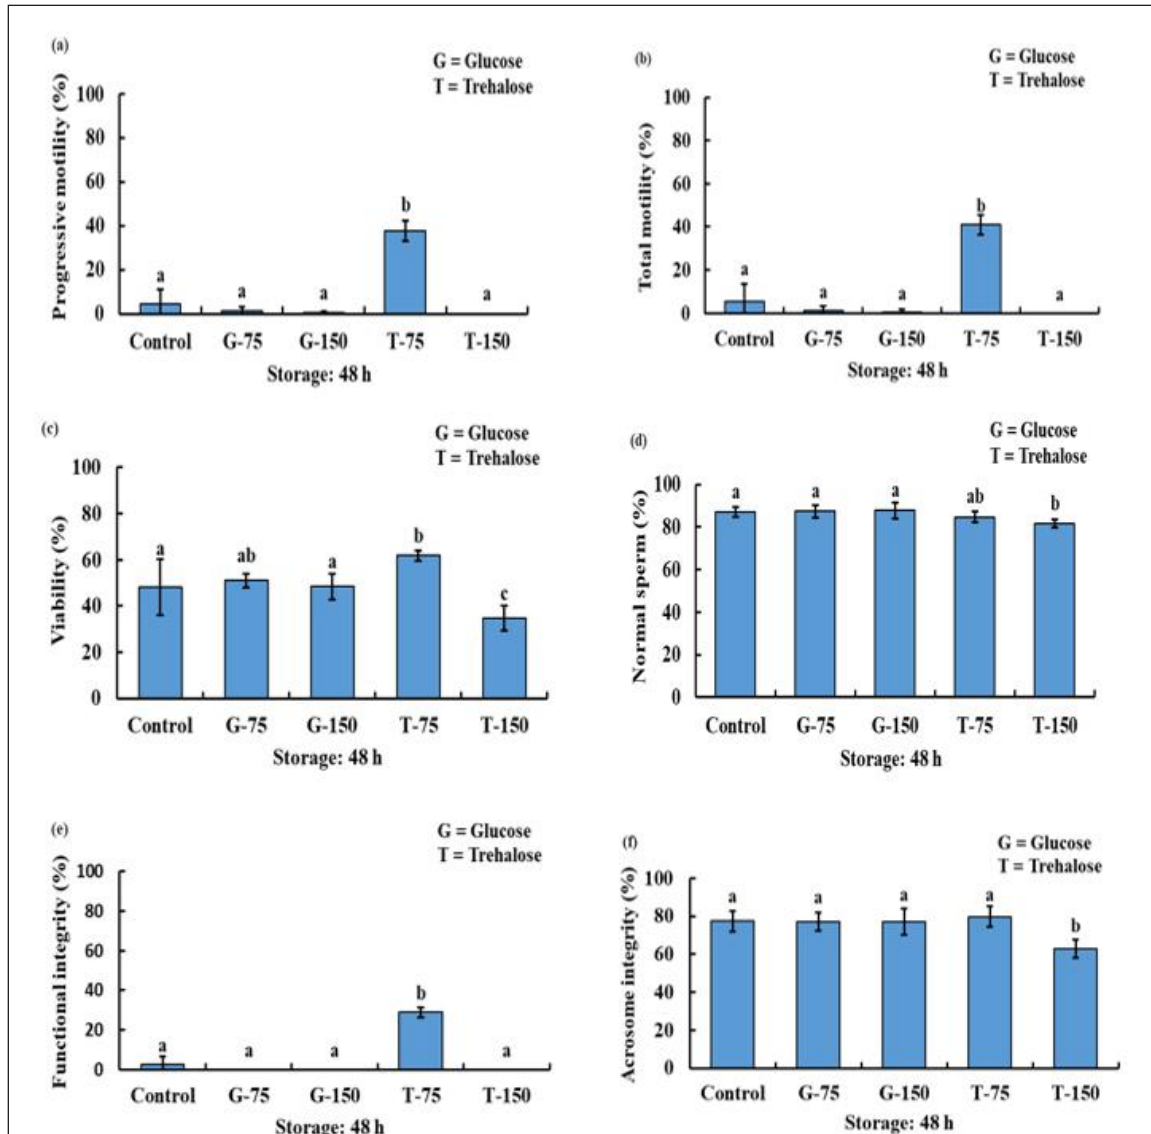 (a)
G = Glucose
T = Trehalose
Progressive motility (%)
100
80
60
40
20
0
a
a
a
b
a
Control G-75 G-150 T-75 T-150
Storage: 48 h
(b)
G = Glucose
T = Trehalose
Total motility (%)
100
80
60
40
20
0
a
a
a
b
a
Control G-75 G-150 T-75 T-150
Storage: 48 h
(c)
G = Glucose
T = Trehalose
Viability (%)
100
80
60
40
20
0
a
ab
a
b
c
Control G-75 G-150 T-75 T-150
Storage: 48 h
(d)
G = Glucose
T = Trehalose
Normal sperm (%)
100
80
60
40
20
0
a
a
a
ab
b
Control G-75 G-150 T-75 T-150
Storage: 48 h
(e)
G = Glucose
T = Trehalose
Functional integrity (%)
100
80
60
40
20
0
a
a
a
b
a
Control G-75 G-150 T-75 T-150
Storage: 48 h
(f)
G = Glucose
T = Trehalose
Acrosome integrity (%)
100
80
60
40
20
0
a
a
a
a
b
Control G-75 G-150 T-75 T-150
Storage: 48 h